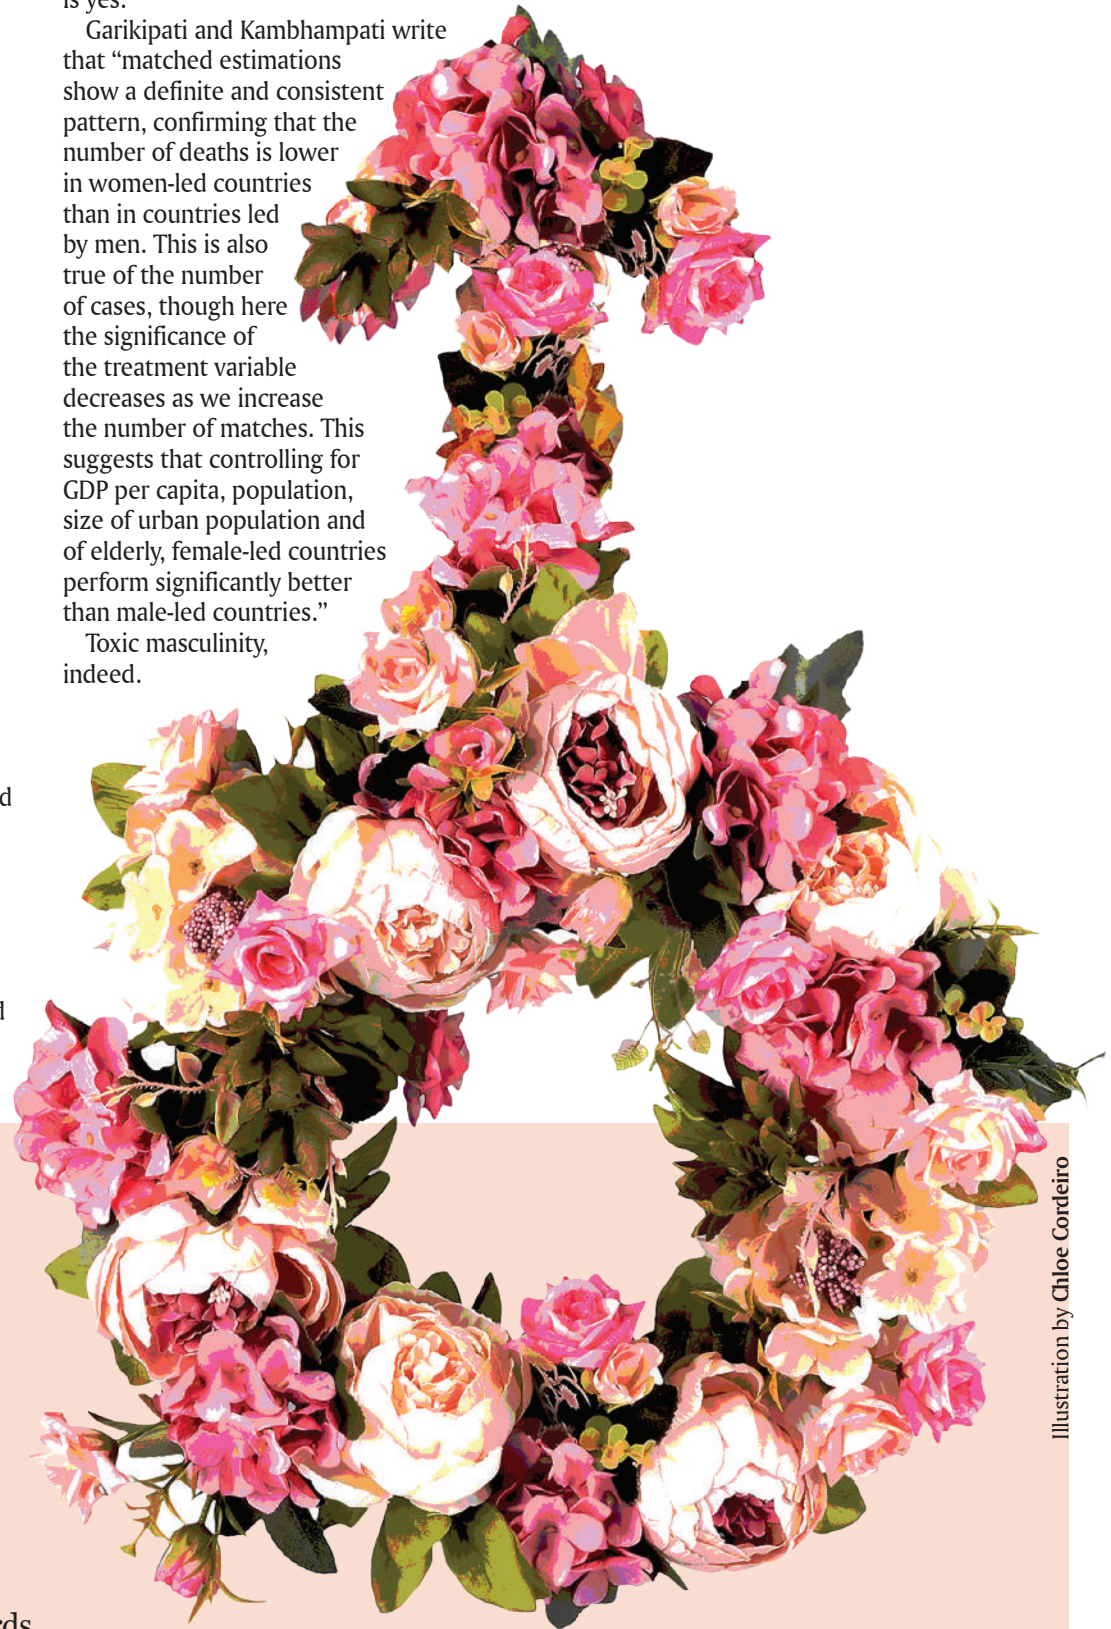 is yes.
Garikipati and Kambhampati write
that “matched estimations
show a definite and consistent
pattern, confirming that the
number of deaths is lower
in women-led countries
than in countries led
by men. This is also
true of the number
of cases, though here
the significance of
the treatment variable
decreases as we increase
the number of matches. This
suggests that controlling for
GDP per capita, population,
size of urban population and
of elderly, female-led countries
perform significantly better
than male-led countries.”
Toxic masculinity,
indeed.
Illustration by Chloe Cordeiro